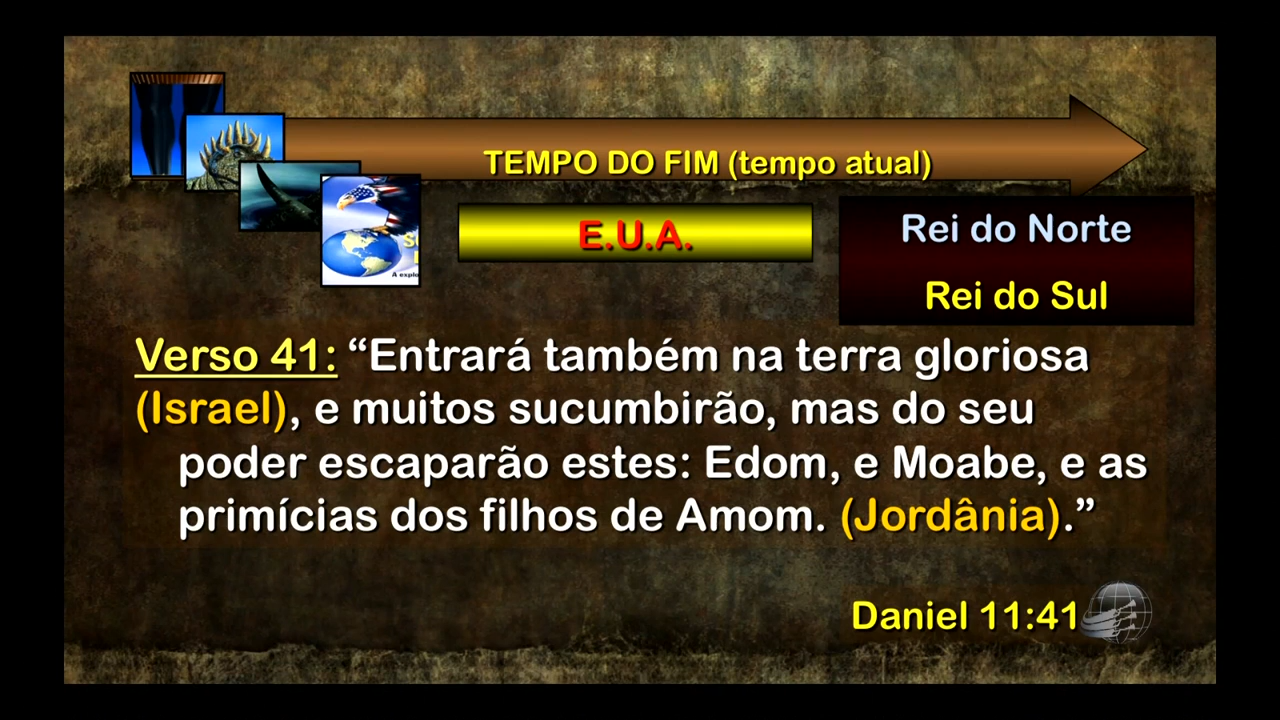 TEMPO DO FIM (tempo atual)
E.U.A.
Rei do Norte
Rei do Sul
Verso 41: “Entrará também na terra gloriosa
(Israel), e muitos sucumbirão, mas do seu
poder escaparão estes: Edom, e Moabe, e as
primícias dos filhos de Amom. (Jordânia).”
Daniel 11:41